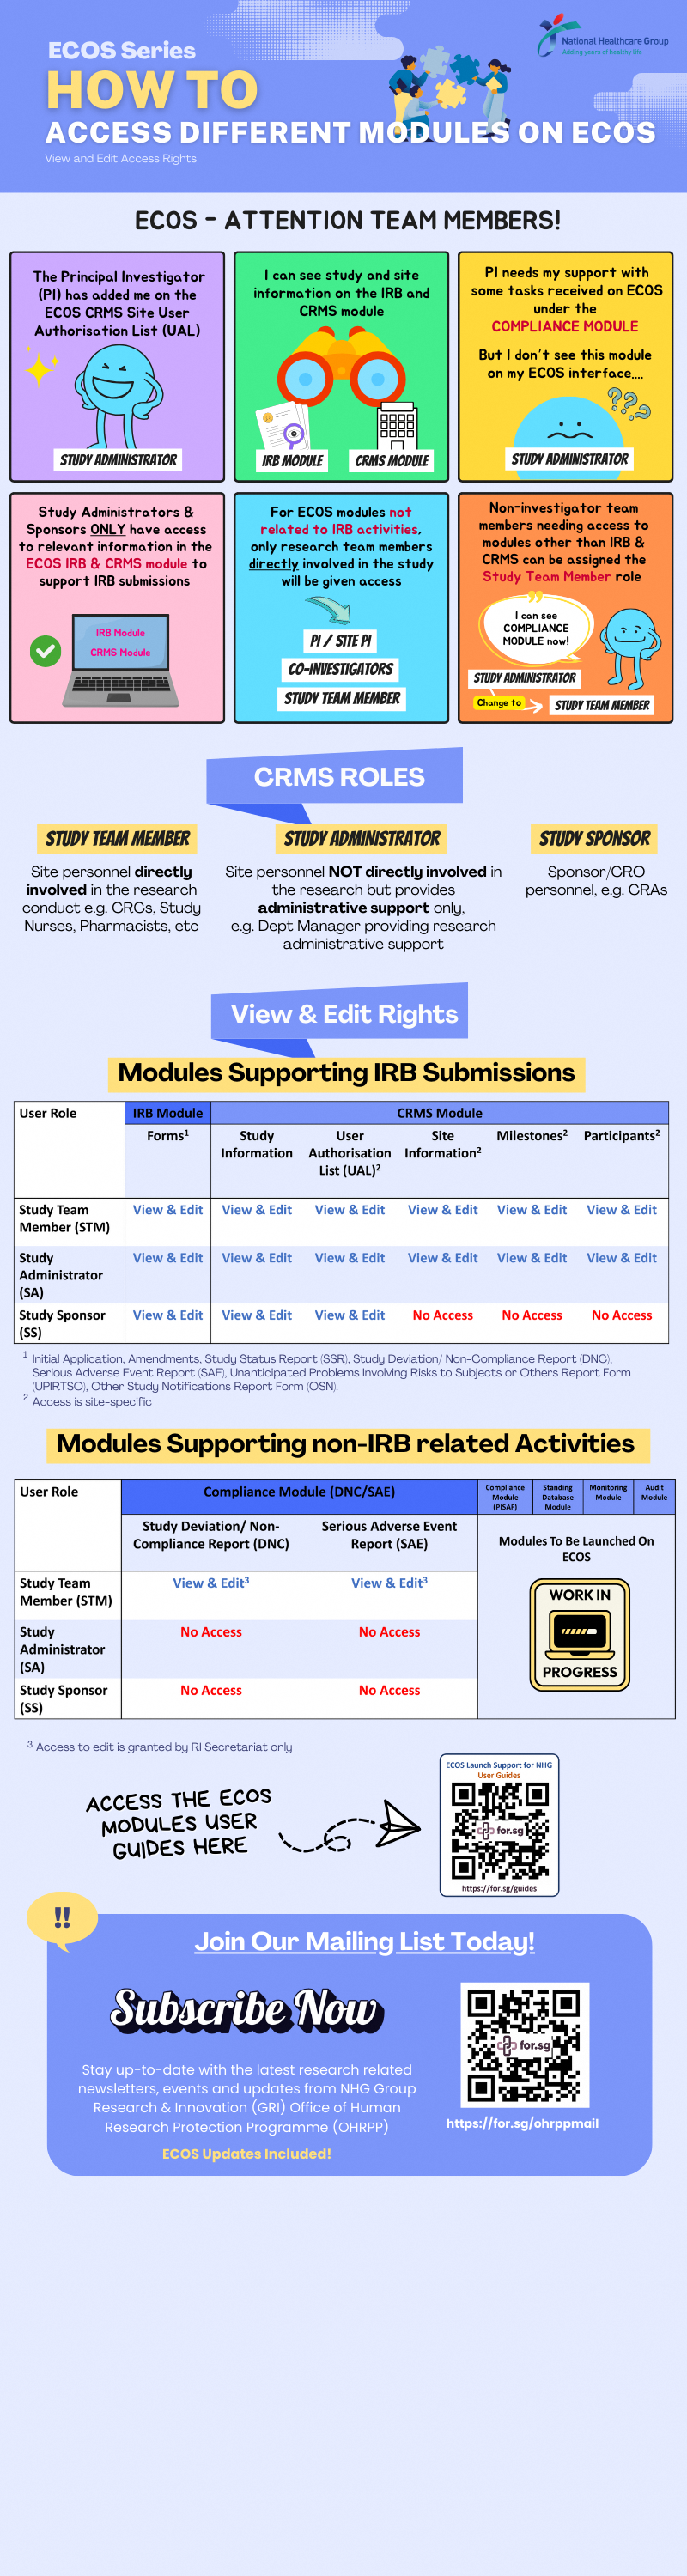 ECOS Series
National Healthcare Group
Adding years of healthy life
HOW TO
ACCESS DIFFERENT MODULES ON ECOS
View and Edit Access Rights
ECOS - ATTENTION TEAM MEMBERS!
The Principal Investigator
(PI) has added me on the
ECOS CRMS Site User
Authorisation List (UAL)
STUDY ADMINISTRATOR
I can see study and site
information on the IRB and
CRMS module
IRB MODULE
CRMS MODULE
PI needs my support with
some tasks received on ECOS
under the
COMPLIANCE MODULE
But I don't see this module
on my ECOS interface....
???
STUDY ADMINISTRATOR
Study Administrators &
Sponsors ONLY have access
to relevant information in the
ECOS IRB & CRMS module to
support IRB submissions
IRB Module
CRMS Module
For ECOS modules not
related to IRB activities,
only research team members
directly involved in the study
will be given access
PI / SITE PI
CO-INVESTIGATORS
STUDY TEAM MEMBER
Non-investigator team
members needing access to
modules other than IRB &
CRMS can be assigned the
Study Team Member role
I can see
COMPLIANCE
MODULE now!
STUDY ADMINISTRATOR
Change to
STUDY TEAM MEMBER
CRMS ROLES
STUDY TEAM MEMBER
Site personnel directly
involved in the research
conduct e.g. CRCs, Study
Nurses, Pharmacists, etc
STUDY ADMINISTRATOR
Site personnel NOT directly involved in
the research but provides
administrative support only,
e.g. Dept Manager providing research
administrative support
STUDY SPONSOR
Sponsor/CRO
personnel, e.g. CRAs
View & Edit Rights
Modules Supporting IRB Submissions
User Role IRB Module CRMS Module
Forms¹ Study Information User Authorisation List (UAL)² Site Information² Milestones² Participants²
Study Team Member (STM) View & Edit View & Edit View & Edit View & Edit View & Edit View & Edit
Study Administrator (SA) View & Edit View & Edit View & Edit View & Edit View & Edit View & Edit
Study Sponsor (SS) View & Edit View & Edit View & Edit No Access No Access No Access
¹ Initial Application, Amendments, Study Status Report (SSR), Study Deviation/ Non-Compliance Report (DNC),
Serious Adverse Event Report (SAE), Unanticipated Problems Involving Risks to Subjects or Others Report Form
(UPIRTSO), Other Study Notifications Report Form (OSN).
² Access is site-specific
Modules Supporting non-IRB related Activities
User Role Compliance Module (DNC/SAE) Compliance Module (PISAF) Standing Database Module Monitoring Module Audit Module
Study Deviation/ Non-Compliance Report (DNC) Serious Adverse Event Report (SAE)
Modules To Be Launched On
ECOS
WORK IN
PROGRESS
Study Team Member (STM) View & Edit³ View & Edit³
Study Administrator (SA) No Access No Access
Study Sponsor (SS) No Access No Access
³ Access to edit is granted by RI Secretariat only
ACCESS THE ECOS
MODULES USER
GUIDES HERE
ECOS Launch Support for NHG
User Guides
for.sg
https://for.sg/guides
!!
Join Our Mailing List Today!
Subscribe Now
Stay up-to-date with the latest research related
newsletters, events and updates from NHG Group
Research & Innovation (GRI) Office of Human
Research Protection Programme (OHRPP)
ECOS Updates Included!
for.sg
https://for.sg/ohrppmail